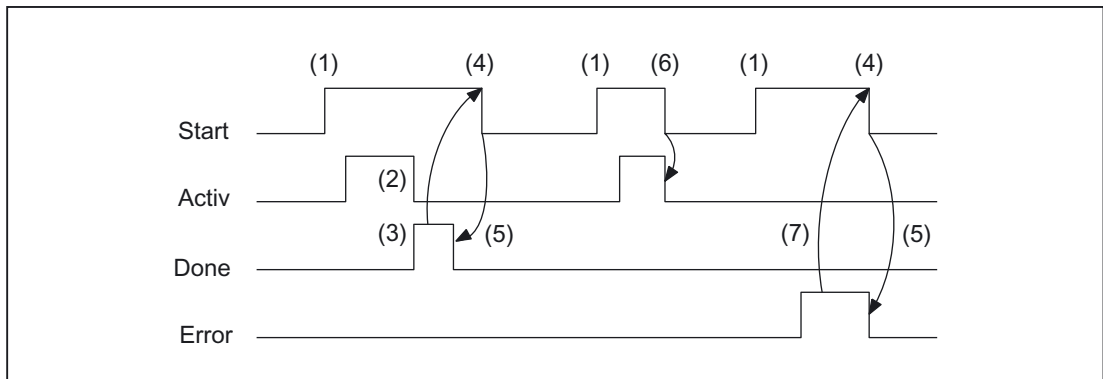 (1) (4) (1) (6) (1) (4)
Start
(2)
Activ
(3) (5) (7) (5)
Done
Error